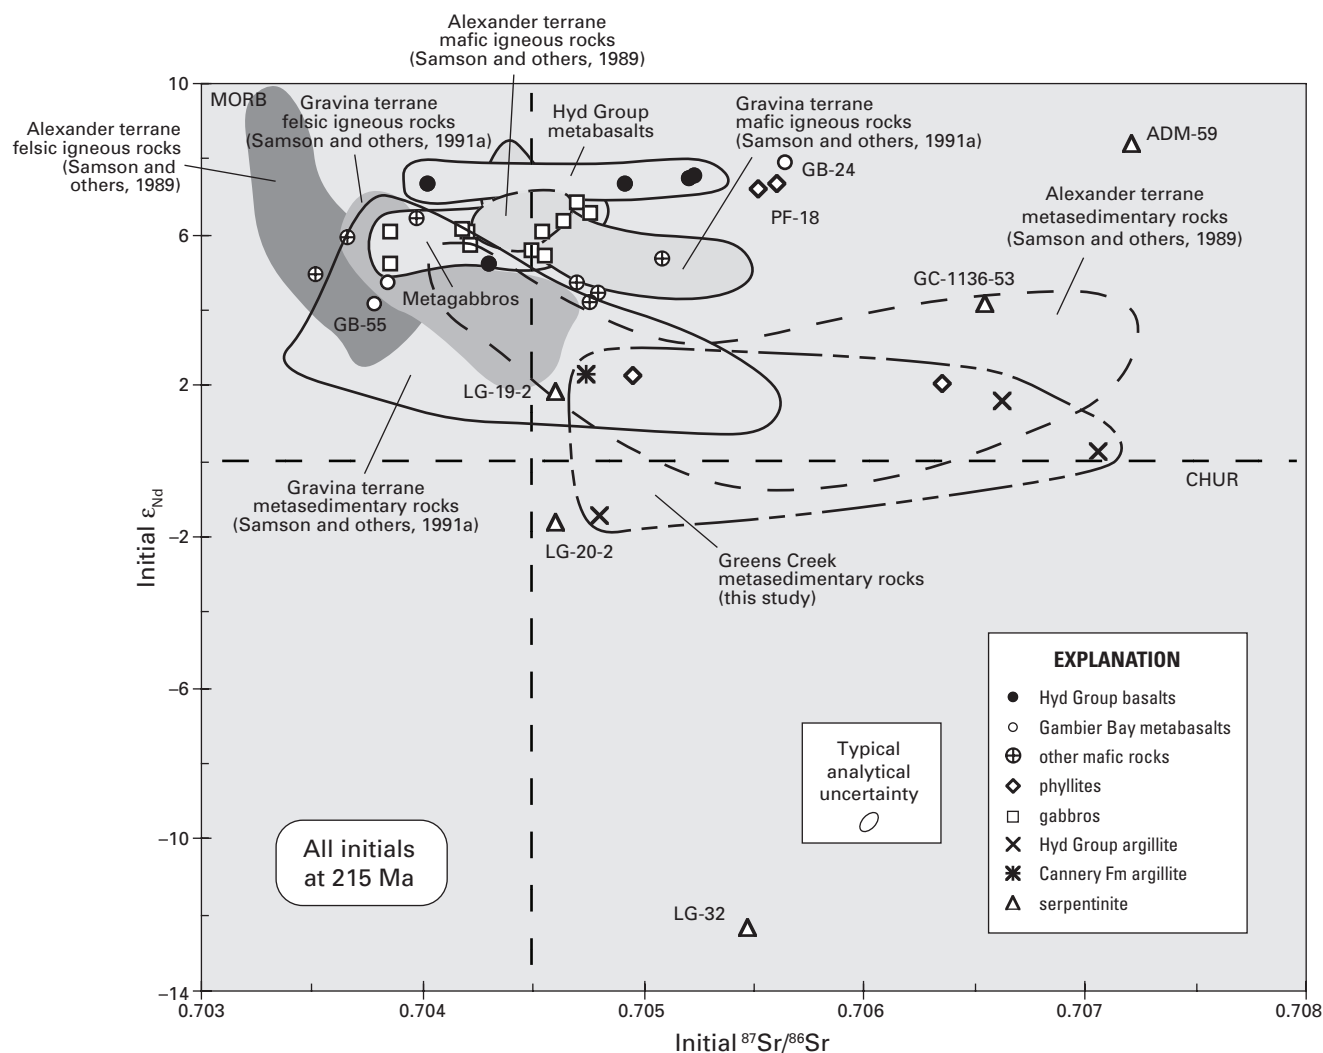 Alexander terrane
mafic igneous rocks
(Samson and others, 1989)
10
MORB
Gravina terrane
felsic igneous rocks
(Samson and others, 1991a)
Hyd Group
metabasalts
Gravina terrane
mafic igneous rocks
(Samson and others, 1991a)
ADM-59
Alexander terrane
felsic igneous rocks
(Samson and
others, 1989)
GB-24
PF-18
Alexander terrane
metasedimentary rocks
(Samson and others, 1989)
6
GC-1136-53
Metagabbros
GB-55
2
LG-19-2
CHUR
Gravina terrane
metasedimentary rocks
(Samson and others, 1991a)
–2
LG-20-2
Greens Creek
metasedimentary rocks
(this study)
Initial εNd
–6
EXPLANATION
Hyd Group basalts
Gambier Bay metabasalts
other mafic rocks
phyllites
gabbros
Hyd Group argillite
Cannery Fm argillite
serpentinite
Typical
analytical
uncertainty
–10
All initials
at 215 Ma
LG-32
–14
0.703 0.704 0.705 0.706 0.707 0.708
Initial 87Sr/86Sr